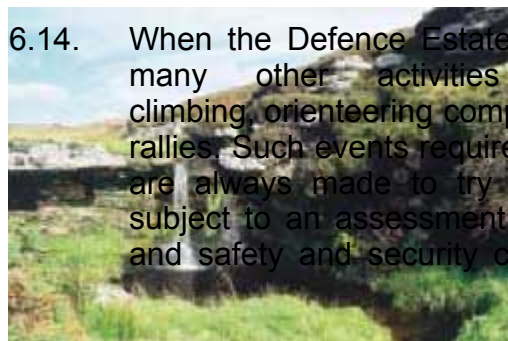 6.14. When the Defence Estate
many other activities
climbing, orienteering comp
rallies. Such events require
are always made to try
subject to an assessment
and safety and security c